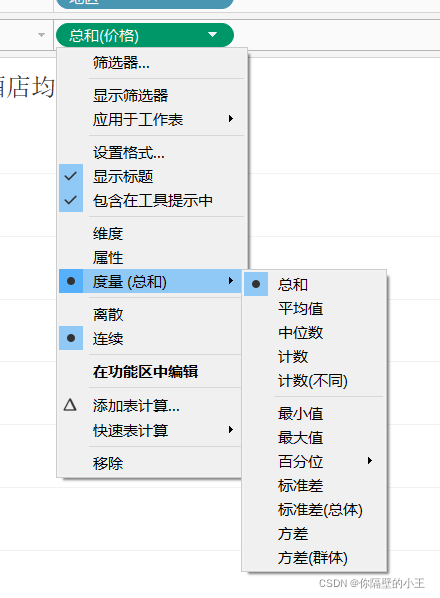 地区
总和(价格)
酒店均
筛选器...
显示筛选器
应用于工作表
设置格式...
显示标题
包含在工具提示中
维度
属性
度量 (总和)
离散
连续
在功能区中编辑
添加表计算...
快速表计算
移除
总和
平均值
中位数
计数
计数(不同)
最小值
最大值
百分位
标准差
标准差(总体)
方差
方差(群体)
CSDN @你隔壁的小王